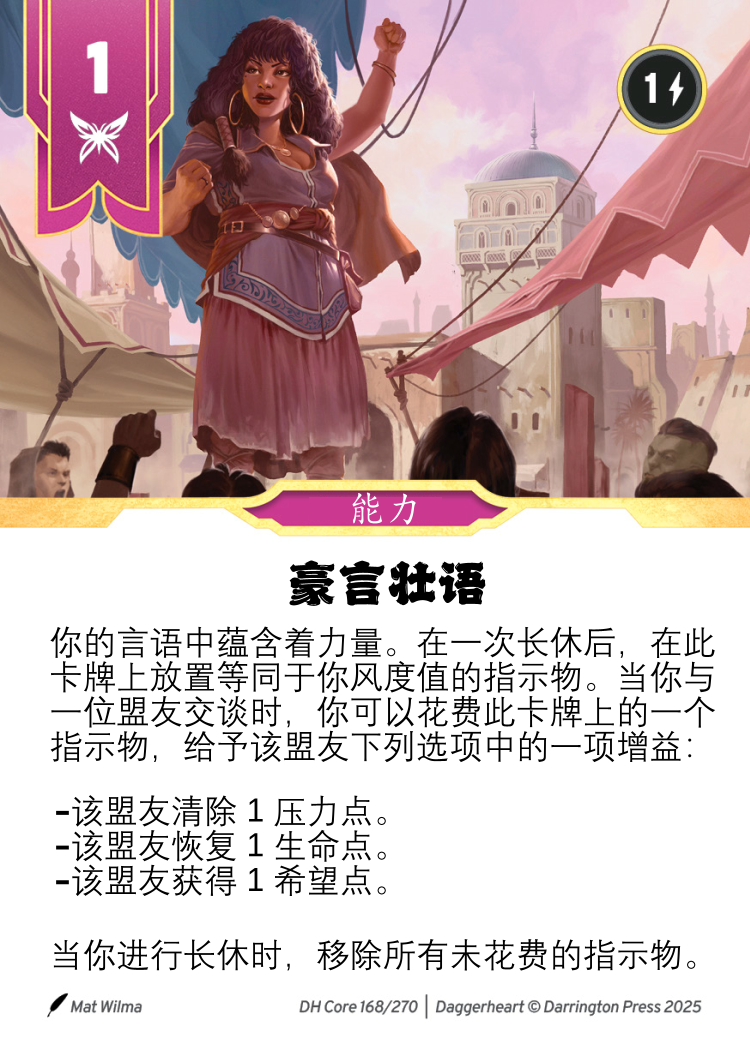 1
1
能力
豪言壮语
你的言语中蕴含着力量。在一次长休后，在此
卡牌上放置等同于你风度值的指示物。当你与
一位盟友交谈时，你可以花费此卡牌上的一个
指示物，给予该盟友下列选项中的一项增益：
-该盟友清除 1 压力点。
-该盟友恢复 1 生命点。
-该盟友获得 1 希望点。
当你进行长休时，移除所有未花费的指示物。
Mat Wilma
DH Core 168/270 | Daggerheart © Darrington Press 2025